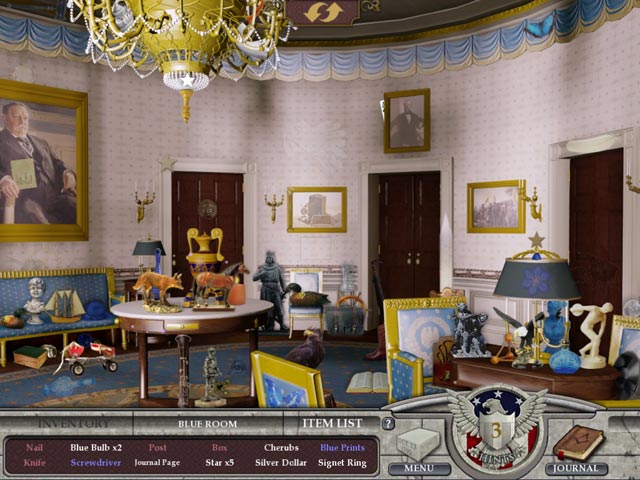 INVENTORY BLUE ROOM ITEM LIST ?
Nail Blue Bulb x2 Post Box Cherubs Blue Prints
Knife Screwdriver Journal Page Star x5 Silver Dollar Signet Ring
3
HINTS
MENU JOURNAL